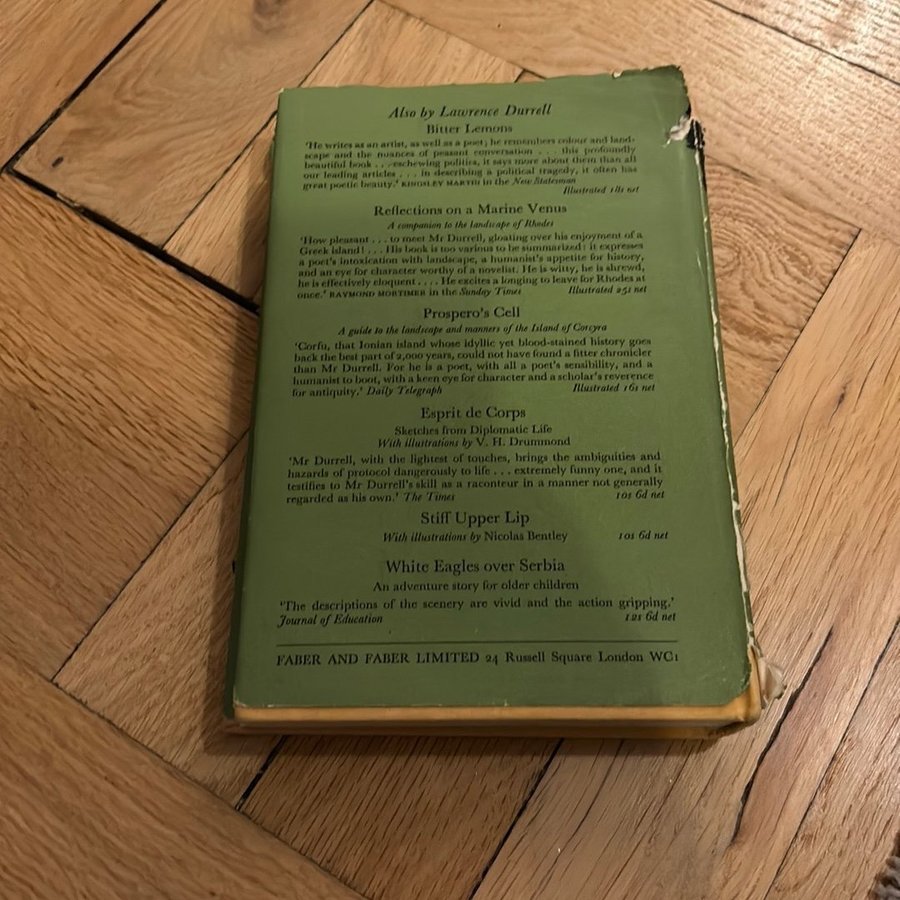 Also by Lawrence Durrell
Bitter Lemons
'He writes as an artist, as well as a poet; he remembers colour and land-
scape and the nuances of peasant conversation . . . this profoundly
beautiful book . . . eschewing politics, it says more about them than all
our leading articles . . . in describing a political tragedy, it often has
great poetic beauty.' KINGSLEY MARTIN in the New Statesman
Illustrated 18s net
Reflections on a Marine Venus
A companion to the landscape of Rhodes
'How pleasant . . . to meet Mr Durrell, gloating over his enjoyment of a
Greek island! . . . His book is too various to be summarized: it expresses
a poet's intoxication with landscape, a humanist's appetite for history,
and an eye for character worthy of a novelist. He is witty, he is shrewd,
he is effectively eloquent . . . . He excites a longing to leave for Rhodes at
once.' RAYMOND MORTIMER in the Sunday Times Illustrated 25s net
Prospero's Cell
A guide to the landscape and manners of the Island of Corcyra
'Corfu, that Ionian island whose idyllic yet blood-stained history goes
back the best part of 2,000 years, could not have found a fitter chronicler
than Mr Durrell. For he is a poet, with all a poet's sensibility, and a
humanist to boot, with a keen eye for character and a scholar's reverence
for antiquity.' Daily Telegraph Illustrated 16s net
Esprit de Corps
Sketches from Diplomatic Life
With illustrations by V. H. Drummond
'Mr Durrell, with the lightest of touches, brings the ambiguities and
hazards of protocol dangerously to life . . . extremely funny one, and it
testifies to Mr Durrell's skill as a raconteur in a manner not generally
regarded as his own.' The Times 10s 6d net
Stiff Upper Lip
With illustrations by Nicolas Bentley 10s 6d net
White Eagles over Serbia
An adventure story for older children
'The descriptions of the scenery are vivid and the action gripping.'
Journal of Education 12s 6d net
FABER AND FABER LIMITED 24 Russell Square London WC1